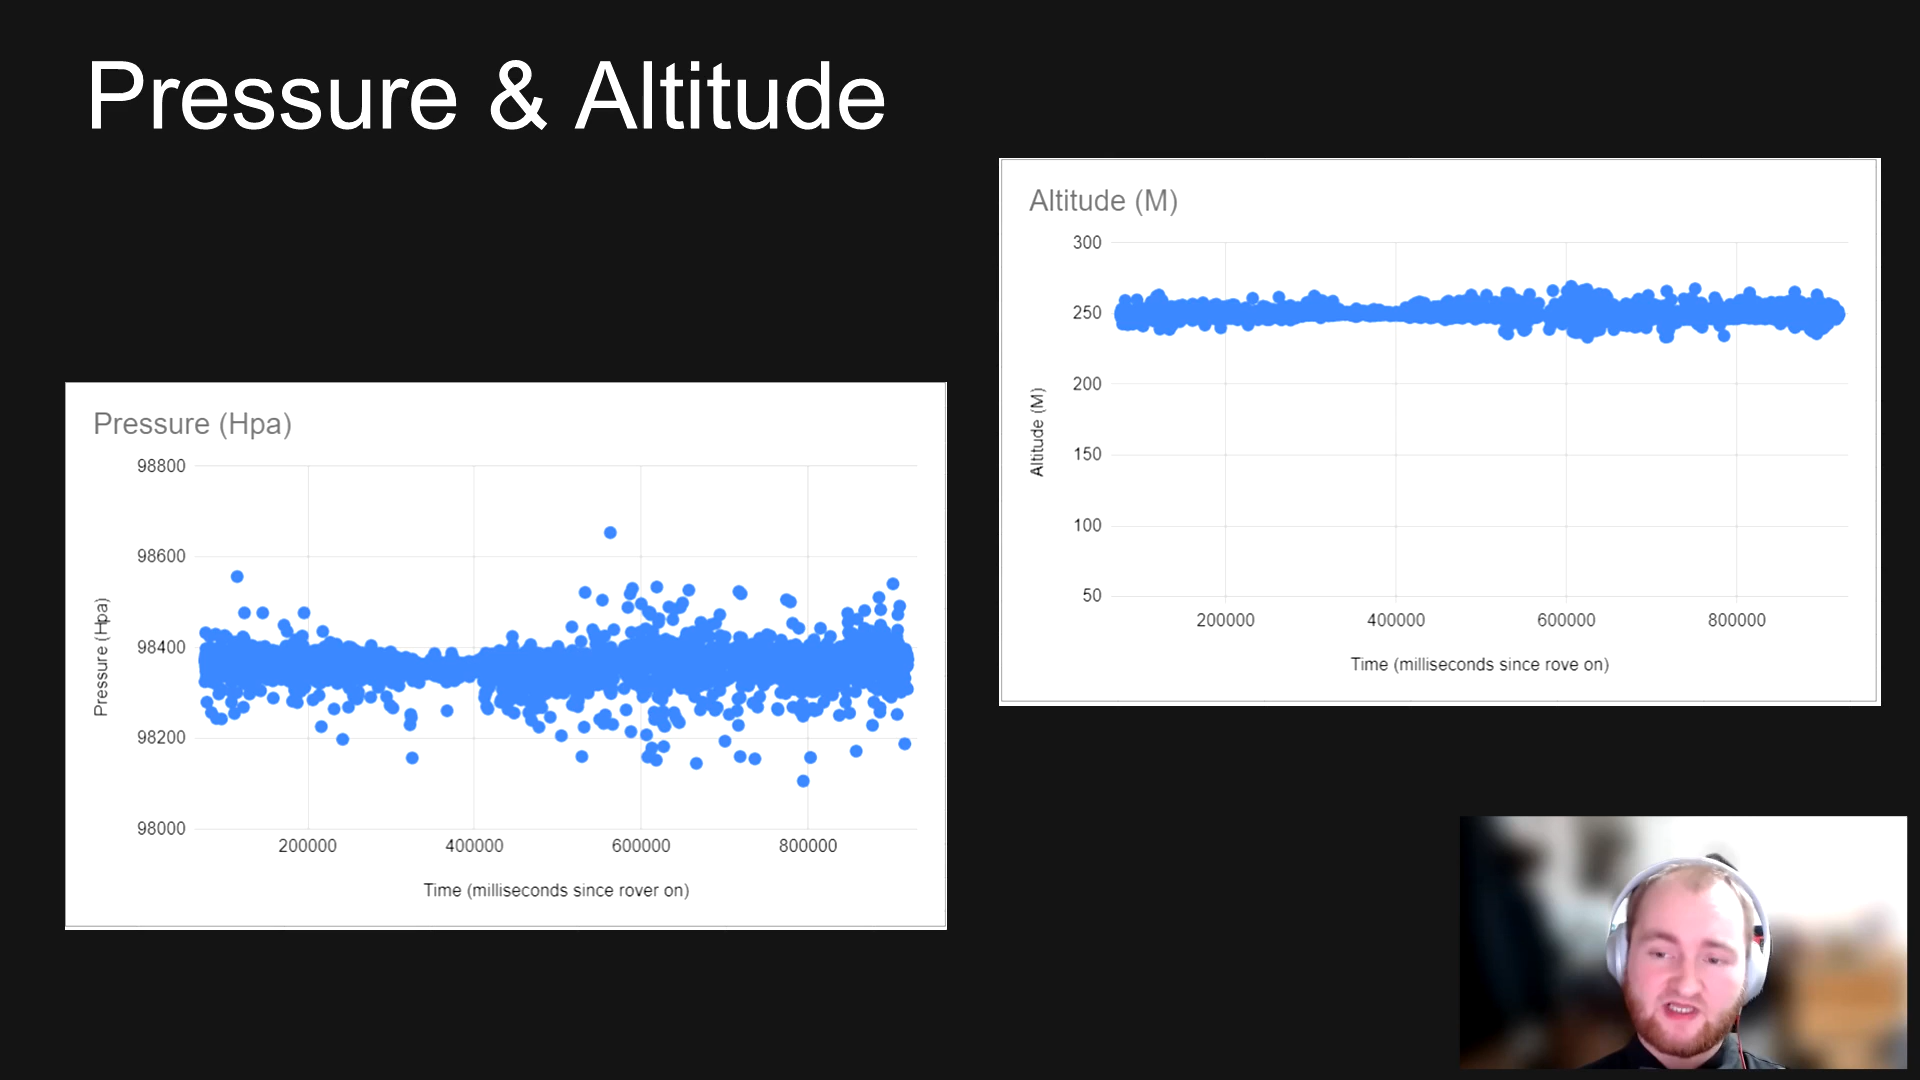 Pressure & Altitude
Altitude (M)
300
250
200
150
100
50
Altitude (M)
200000
400000
600000
800000
Time (milliseconds since rove on)
Pressure (Hpa)
98800
98600
98400
98200
98000
Pressure (Hpa)
200000
400000
600000
800000
Time (milliseconds since rover on)